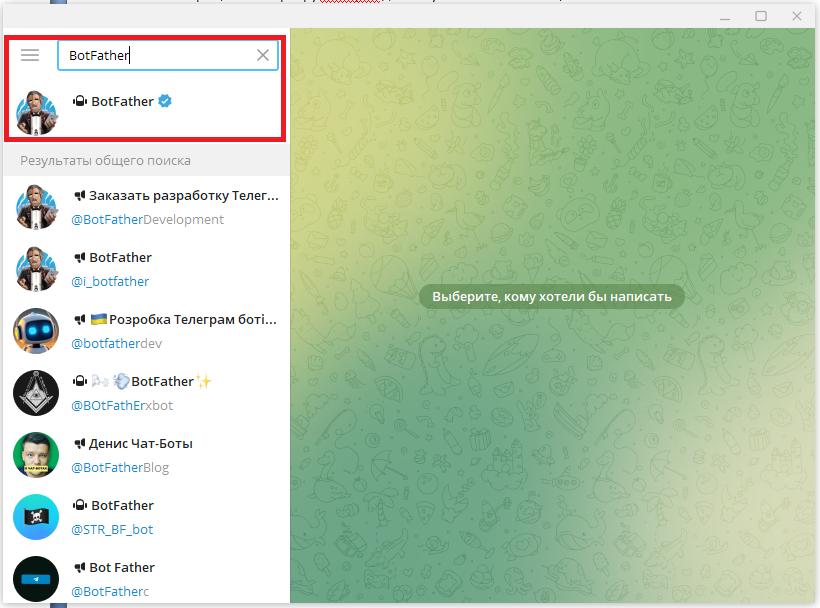 BotFather
BotFather
Результаты общего поиска
Заказать разработку Телег...
@BotFatherDevelopment
BotFather
@i_botfather
Розробка Телеграм боті...
@botfatherdev
BotFather
@BOtFathErxbot
Денис Чат-Боты
@BotFatherBlog
BotFather
@STR_BF_bot
Bot Father
@BotFatherc
Выберите, кому хотели бы написать